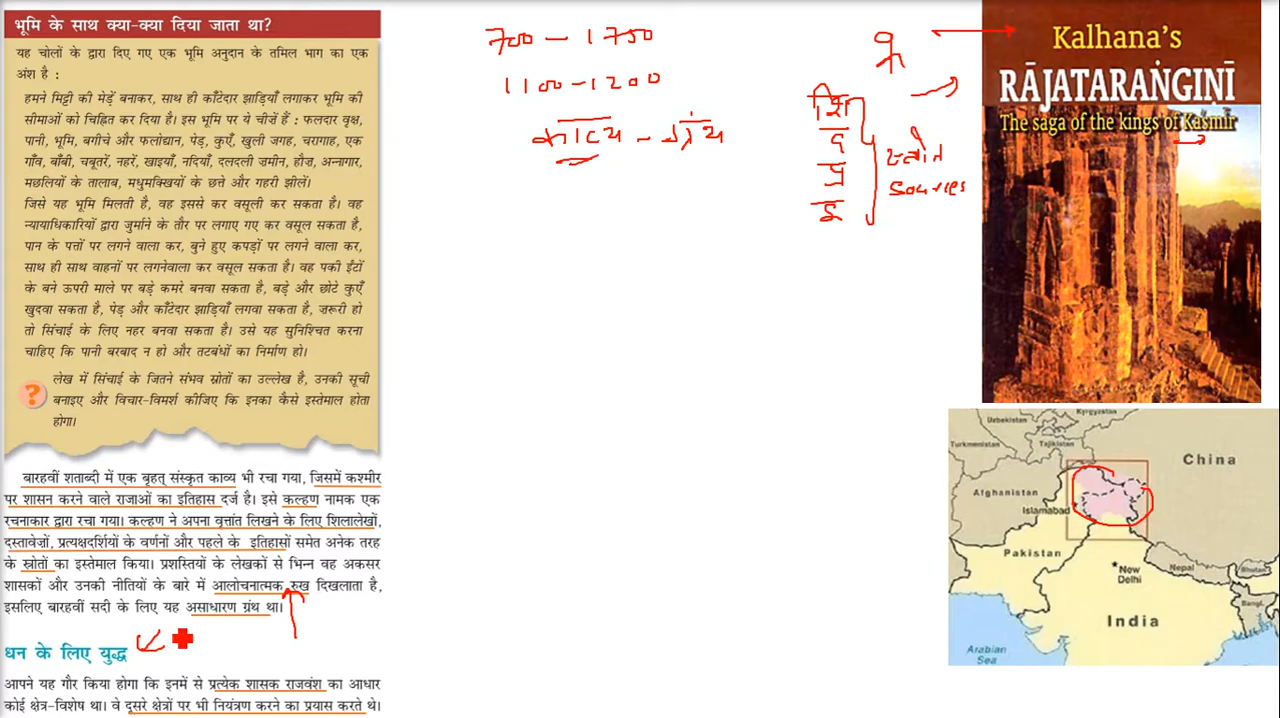 भूमि के साथ क्या-क्या दिया जाता था?
यह चोलों के द्वारा दिए गए एक भूमि अनुदान के तमिल भाग का एक
अंश है :
हमने मिट्टी की मेड़ें बनाकर, साथ ही काँटेदार झाड़ियाँ लगाकर भूमि की
सीमाओं को चिह्नित कर दिया है। इस भूमि पर ये चीज़ें हैं : फलदार वृक्ष,
पानी, भूमि, बगीचे और फलोद्यान, पेड़, कुएँ, खुली जगह, चरागाह, एक
गाँव, बाँबी, चबूतरें, नहरें, खाइयाँ, नदियाँ, दलदली ज़मीन, हौज़, अन्नागार,
मछलियों के तालाब, मधुमक्खियों के छत्ते और गहरी झीलें।
जिसे यह भूमि मिलती है, वह इससे कर वसूली कर सकता है। वह
न्यायाधिकारियों द्वारा जुर्माने के तौर पर लगाए गए कर वसूल सकता है,
पान के पत्तों पर लगने वाला कर, बुने हुए कपड़ों पर लगने वाला कर,
साथ ही साथ वाहनों पर लगनेवाला कर वसूल सकता है। वह पकी ईंटों
के बने ऊपरी माले पर बड़े कमरे बनवा सकता है, बड़े और छोटे कुएँ
खुदवा सकता है, पेड़ और काँटेदार झाड़ियाँ लगवा सकता है, ज़रूरी हो
तो सिंचाई के लिए नहर बनवा सकता है। उसे यह सुनिश्चित करना
चाहिए कि पानी बरबाद न हो और तटबंधों का निर्माण हो।
? लेख में सिंचाई के जितने संभव स्रोतों का उल्लेख है, उनकी सूची
बनाइए और विचार-विमर्श कीजिए कि इनका कैसे इस्तेमाल होता
होगा।
बारहवीं शताब्दी में एक बृहत् संस्कृत काव्य भी रचा गया, जिसमें कश्मीर
पर शासन करने वाले राजाओं का इतिहास दर्ज है। इसे कल्हण नामक एक
रचनाकार द्वारा रचा गया। कल्हण ने अपना वृत्तांत लिखने के लिए शिलालेखों,
दस्तावेज़ों, प्रत्यक्षदर्शियों के वर्णनों और पहले के इतिहासों समेत अनेक तरह
के स्रोतों का इस्तेमाल किया। प्रशस्तियों के लेखकों से भिन्न वह अकसर
शासकों और उनकी नीतियों के बारे में आलोचनात्मक रुख दिखलाता है,
इसलिए बारहवीं सदी के लिए यह असाधारण ग्रंथ था।
धन के लिए युद्ध
आपने यह गौर किया होगा कि इनमें से प्रत्येक शासक राजवंश का आधार
कोई क्षेत्र-विशेष था। वे दूसरे क्षेत्रों पर भी नियंत्रण करने का प्रयास करते थे।
700 - 1750
1100 - 1200
काव्य - ग्रंथ
क
शि
द
प्र
इ
स्त्रोत
sources
Kalhana's
RĀJATARAṄGIṆĪ
The saga of the kings of Kasmir
Kyrgyzstan
Uzbekistan
Turkmenistan
Tajikistan
China
Afghanistan
Islamabad
Pakistan
New
Delhi
Nepal
Bhutan
Bangl.
India
Arabian
Sea